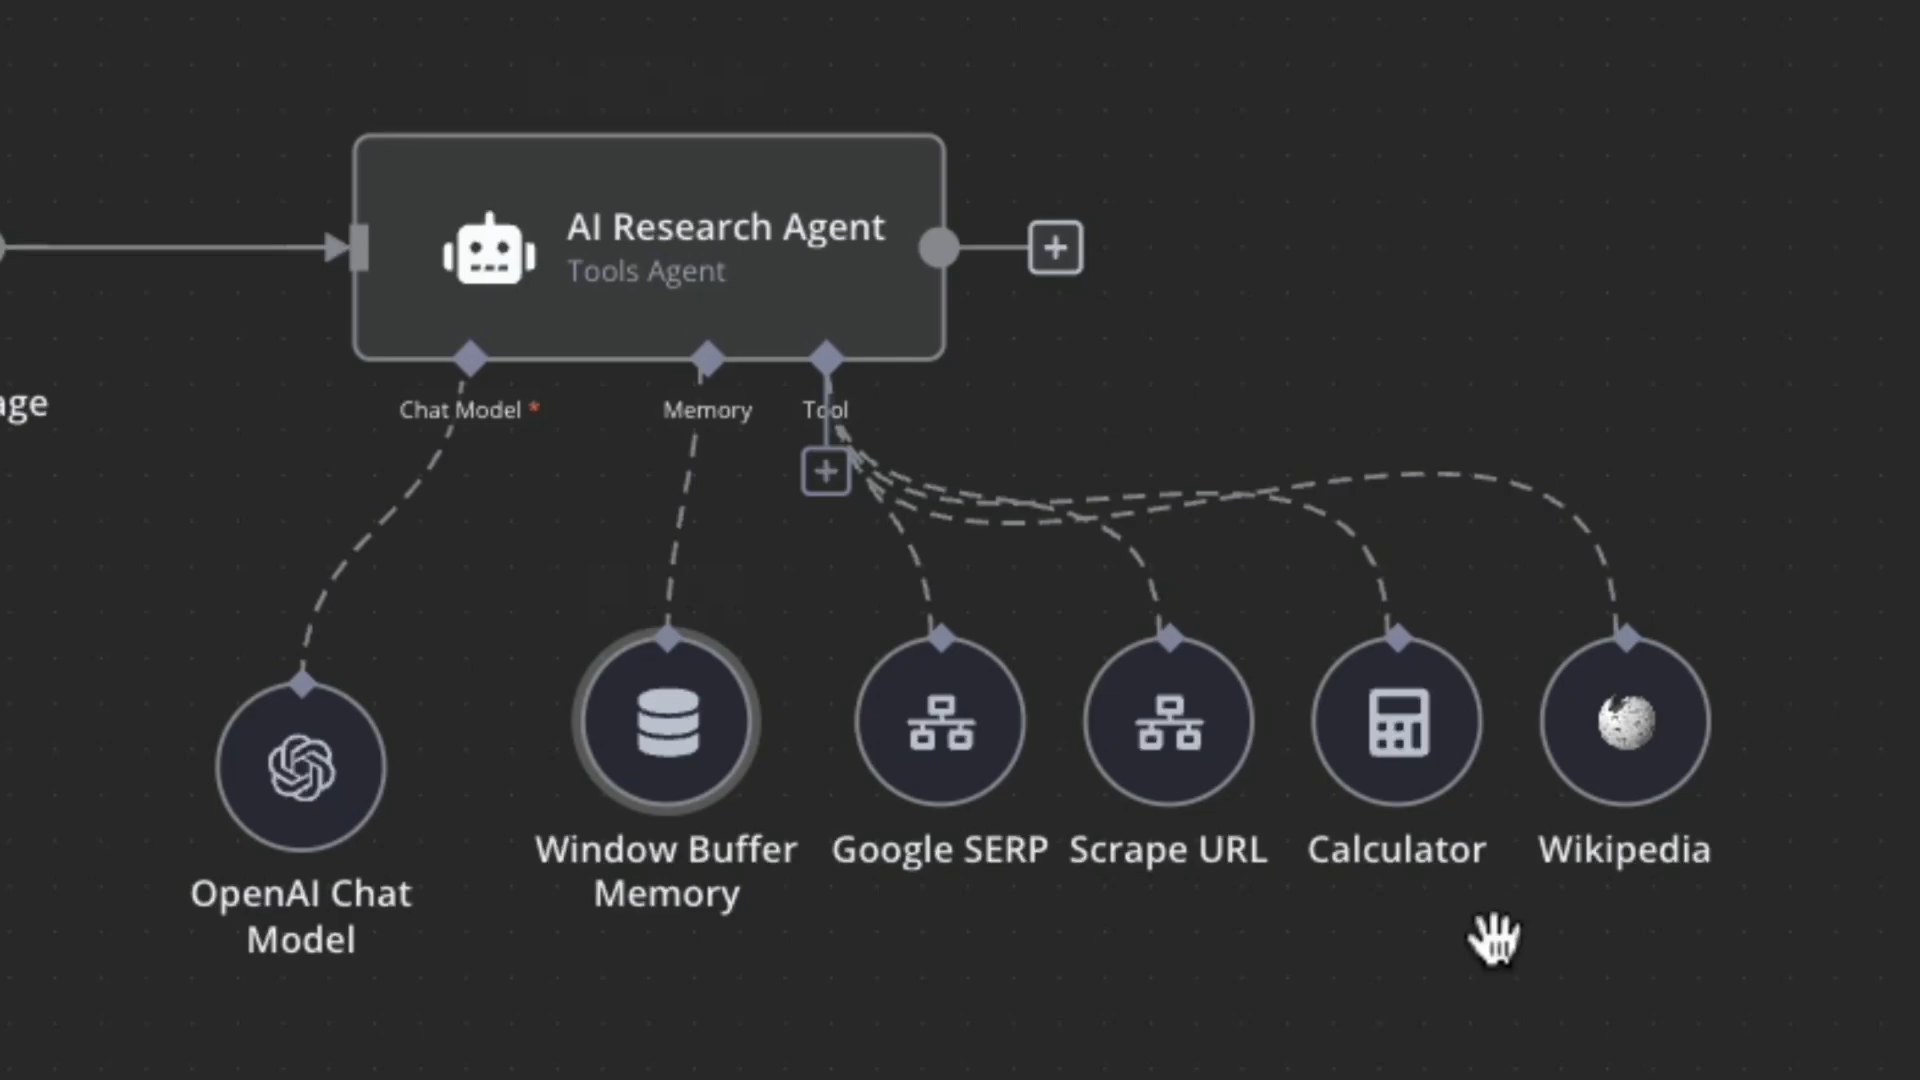 AI Research Agent
Tools Agent
age
Chat Model *
Memory
Tool
Window Buffer
Memory
Google SERP
Scrape URL
Calculator
Wikipedia
OpenAI Chat
Model